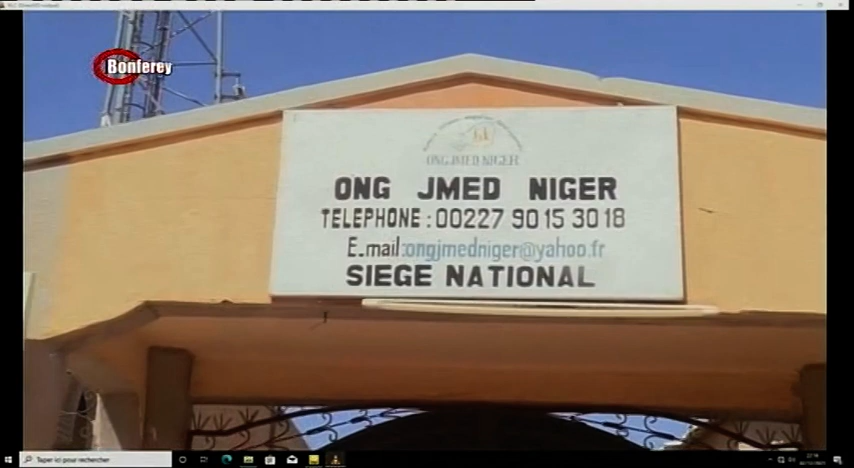 Bonferey
ONG JMED NIGER
ONG JMED NIGER
TELEPHONE : 00227 90 15 30 18
E.mail:ongjmedniger@yahoo.fr
SIEGE NATIONAL
Taper ici pour rechercher